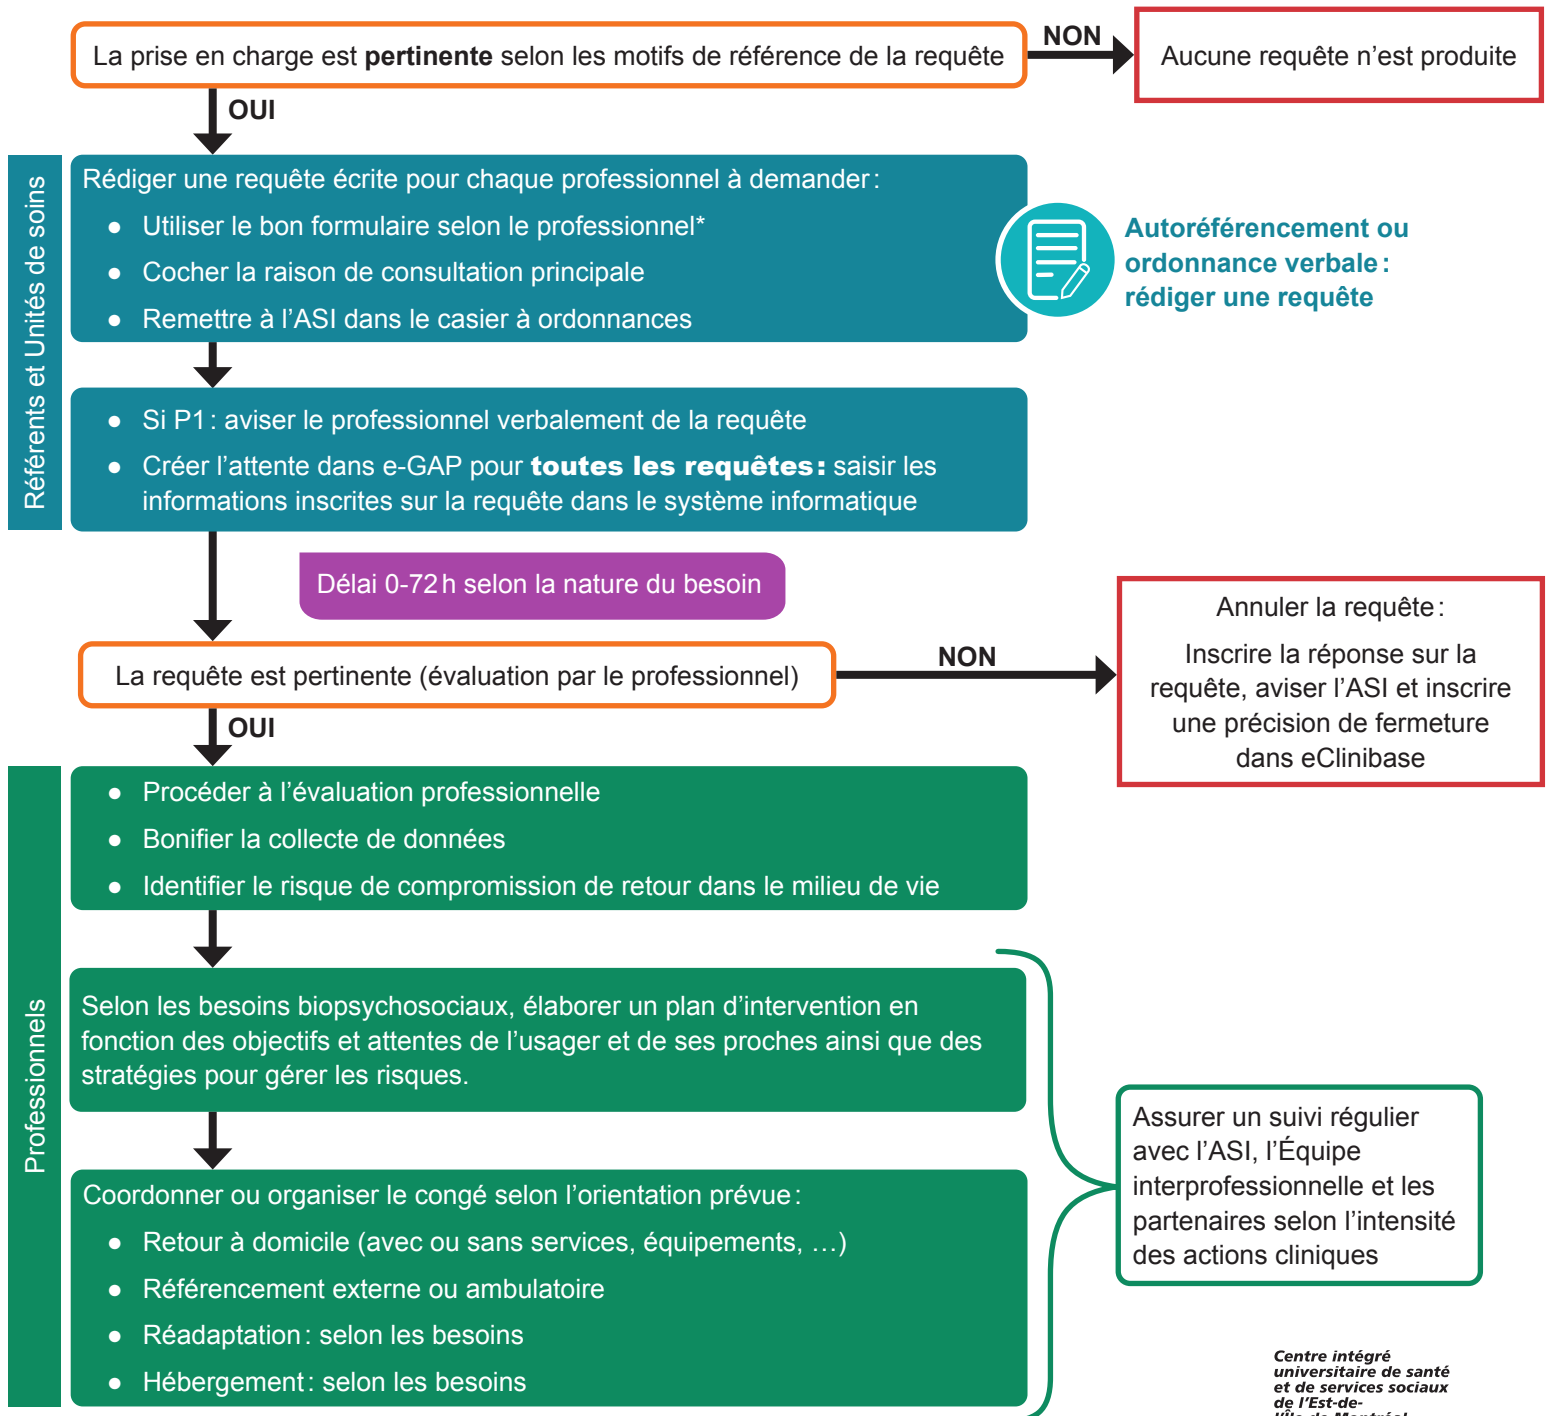 La prise en charge est pertinente selon les motifs de référence de la requête
NON
Aucune requête n'est produite
OUI
Référents et Unités de soins
Rédiger une requête écrite pour chaque professionnel à demander :
● Utiliser le bon formulaire selon le professionnel*
● Cocher la raison de consultation principale
● Remettre à l'ASI dans le casier à ordonnances
Autoréférencement ou
ordonnance verbale :
rédiger une requête
● Si P1 : aviser le professionnel verbalement de la requête
● Créer l'attente dans e-GAP pour toutes les requêtes : saisir les
informations inscrites sur la requête dans le système informatique
Délai 0-72 h selon la nature du besoin
La requête est pertinente (évaluation par le professionnel)
NON
Annuler la requête :
Inscrire la réponse sur la
requête, aviser l'ASI et inscrire
une précision de fermeture
dans eClinibase
OUI
Professionnels
● Procéder à l'évaluation professionnelle
● Bonifier la collecte de données
● Identifier le risque de compromission de retour dans le milieu de vie
Selon les besoins biopsychosociaux, élaborer un plan d'intervention en
fonction des objectifs et attentes de l'usager et de ses proches ainsi que des
stratégies pour gérer les risques.
Coordonner ou organiser le congé selon l'orientation prévue :
● Retour à domicile (avec ou sans services, équipements, …)
● Référencement externe ou ambulatoire
● Réadaptation : selon les besoins
● Hébergement : selon les besoins
Assurer un suivi régulier
avec l'ASI, l'Équipe
interprofessionnelle et les
partenaires selon l'intensité
des actions cliniques
Centre intégré
universitaire de santé
et de services sociaux
de l'Est-de-
l'Île-de-Montréal